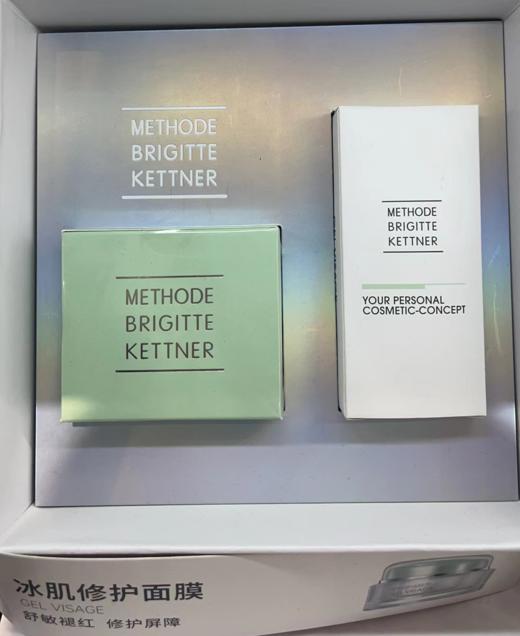 METHODE
BRIGITTE
KETTNER
METHODE
BRIGITTE
KETTNER
METHODE
BRIGITTE
KETTNER
YOUR PERSONAL
COSMETIC-CONCEPT
冰肌修护面膜
GEL VISAGE
舒敏褪红 修护屏障